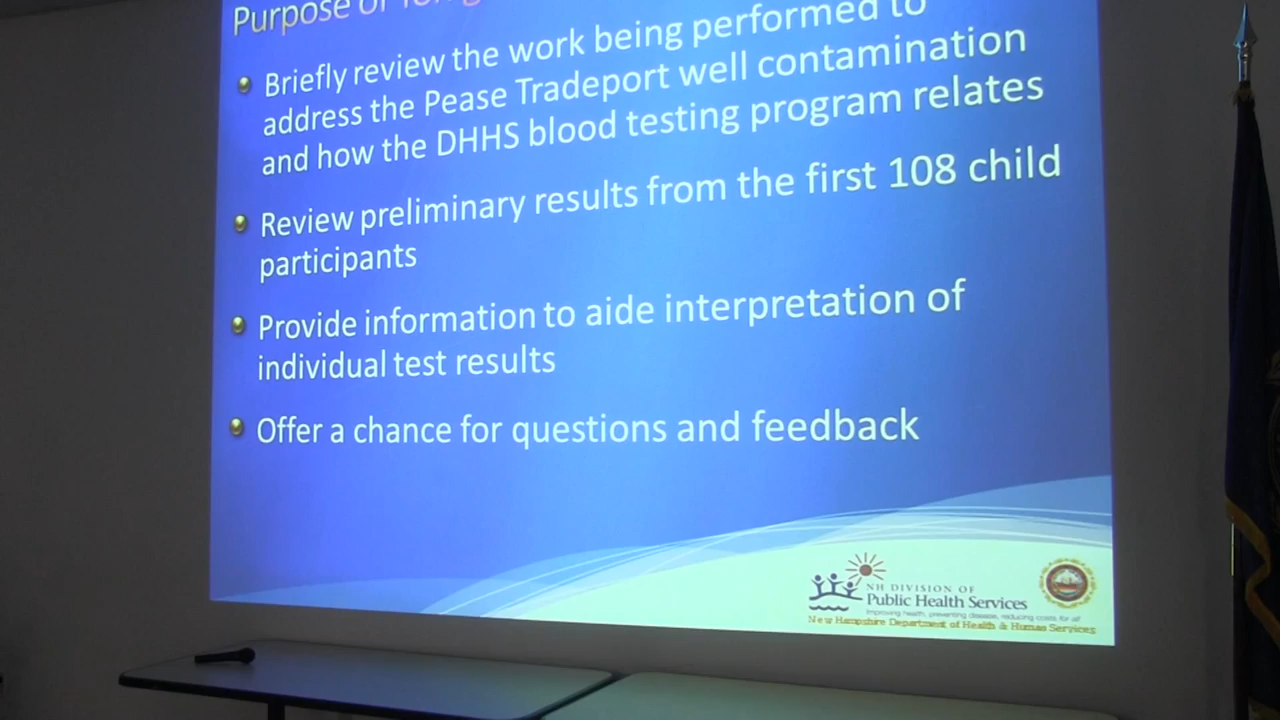 Purpose of
Briefly review the work being performed to
address the Pease Tradeport well contamination
and how the DHHS blood testing program relates
Review preliminary results from the first 108 child
participants
Provide information to aide interpretation of
individual test results
Offer a chance for questions and feedback
NH DIVISION OF
Public Health Services
Improving health, preventing disease, reducing costs for all
New Hampshire Department of Health & Human Services